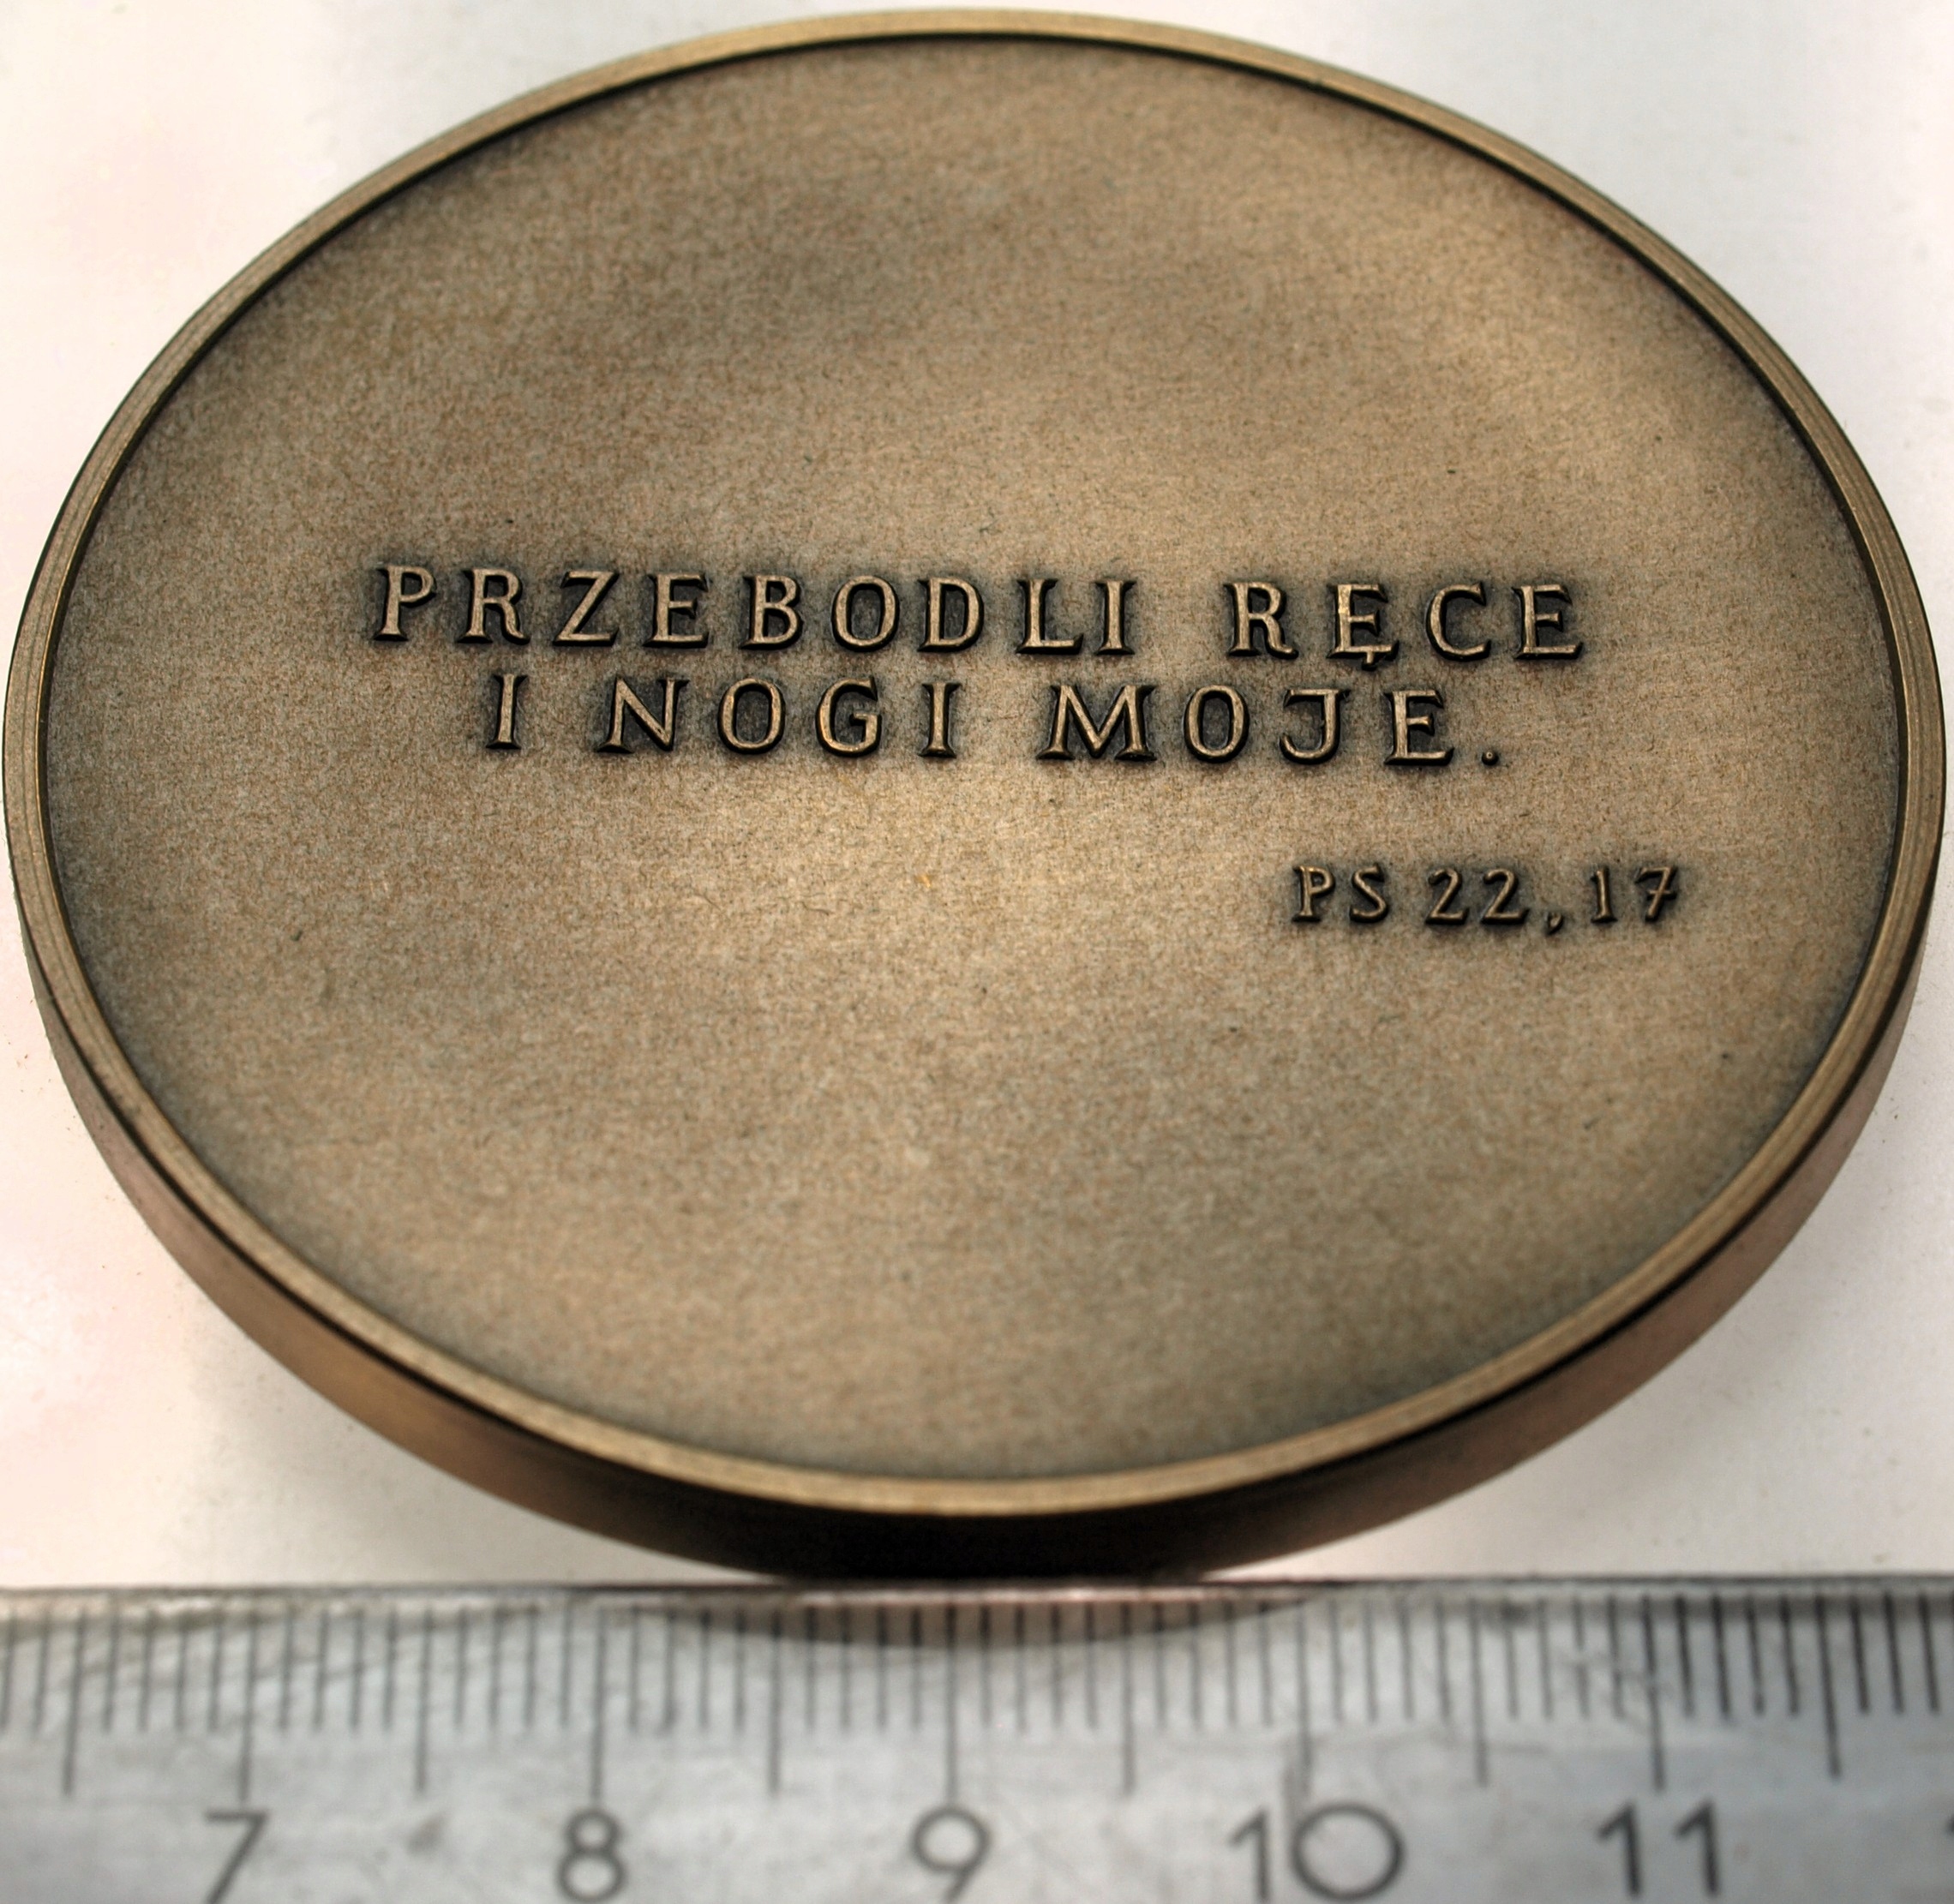 PRZEBODLI RĘCE
I NOGI MOJE.
PS 22,17
7 8 9 10 11